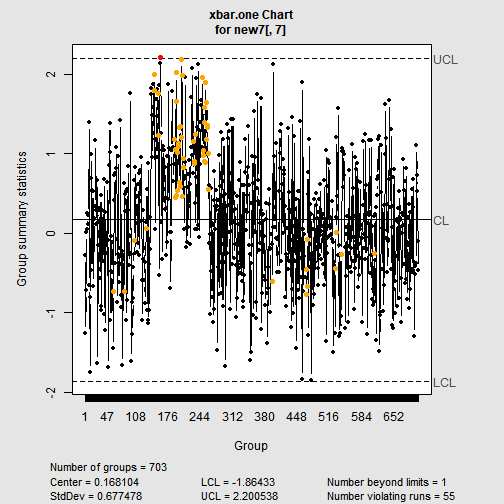 xbar.one Chart
for new7[, 7]
UCL
2
1
CL
0
-1
LCL
-2
Group summary statistics
1 47 108 176 244 312 380 448 516 584 652
Group
Number of groups = 703
Center = 0.168104 LCL = -1.86433 Number beyond limits = 1
StdDev = 0.677478 UCL = 2.200538 Number violating runs = 55